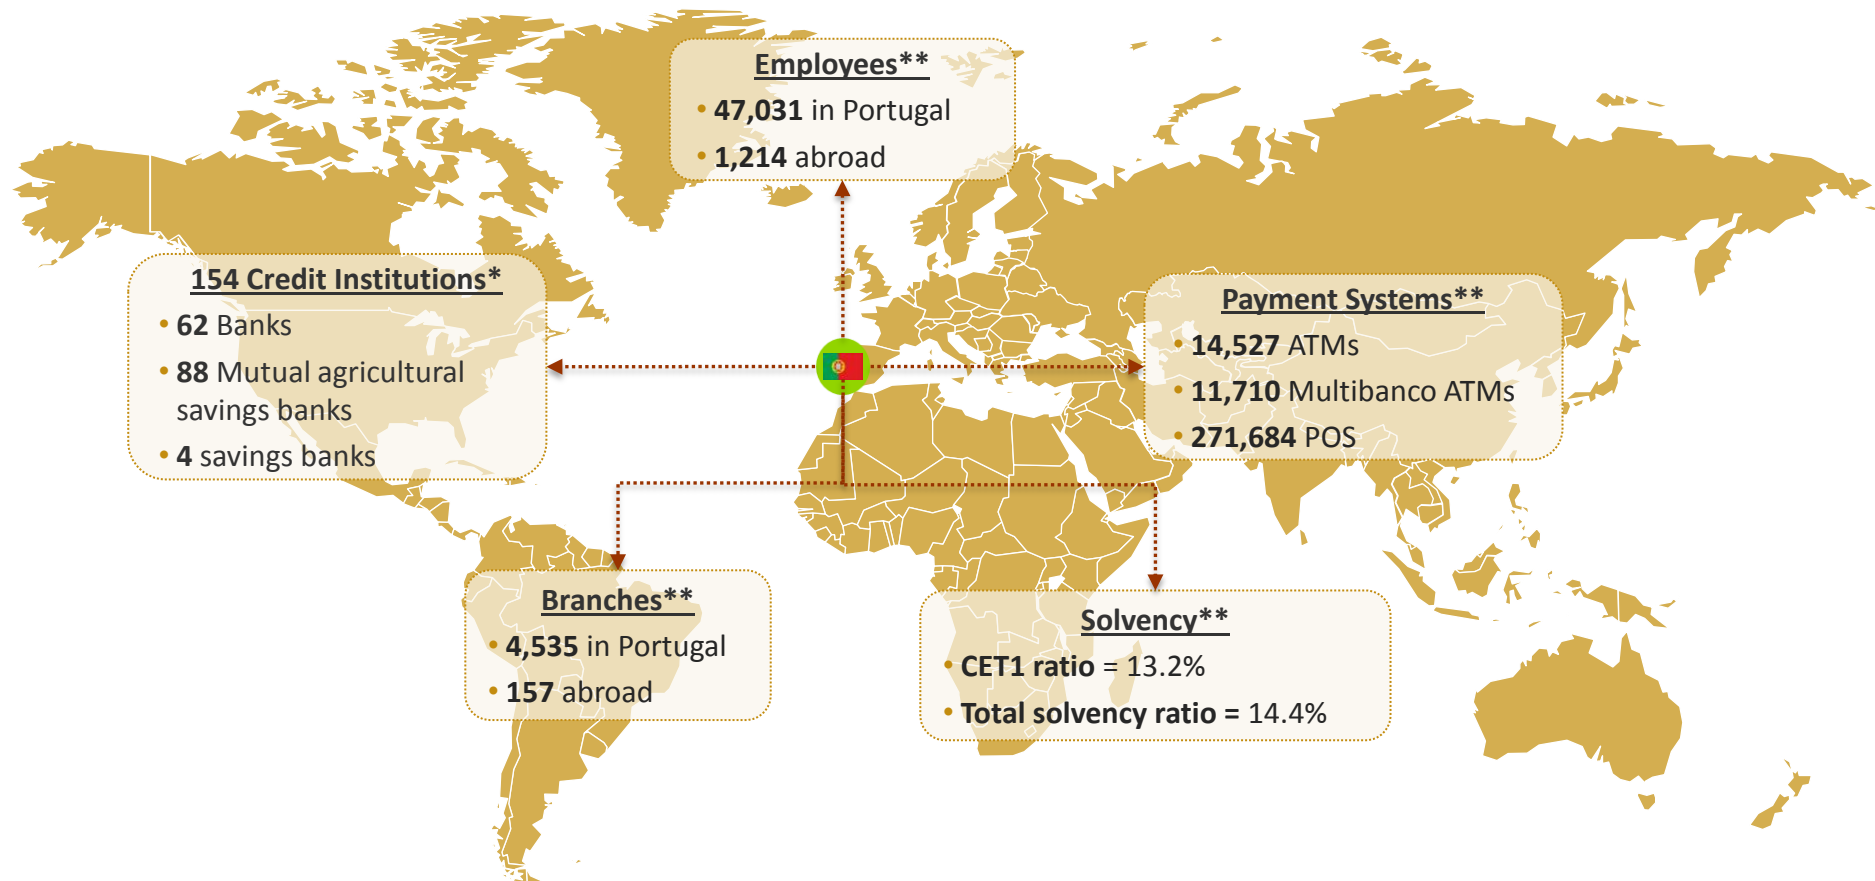 Employees**
• 47,031 in Portugal
• 1,214 abroad
154 Credit Institutions*
• 62 Banks
• 88 Mutual agricultural
savings banks
• 4 savings banks
Payment Systems**
• 14,527 ATMs
• 11,710 Multibanco ATMs
• 271,684 POS
Branches**
• 4,535 in Portugal
• 157 abroad
Solvency**
• CET1 ratio = 13.2%
• Total solvency ratio = 14.4%